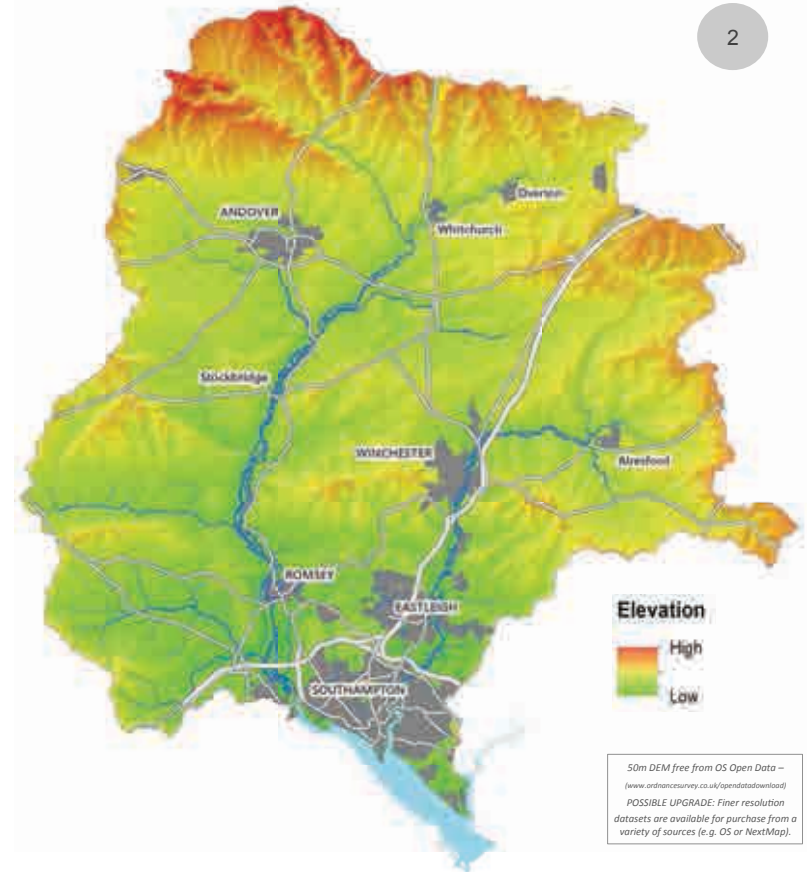 2
ANDOVER
Overton
Whitchurch
Stockbridge
WINCHESTER
Alresford
ROMSEY
EASTLEIGH
SOUTHAMPTON
Elevation
High
Low
50m DEM free from OS Open Data –
(www.ordnancesurvey.co.uk/opendatadownload)
POSSIBLE UPGRADE: Finer resolution
datasets are available for purchase from a
variety of sources (e.g. OS or NextMap).